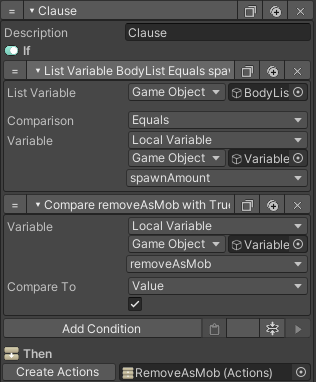 Clause
Description Clause
If
List Variable BodyList Equals spaw
List Variable Game Object BodyLis
Comparison Equals
Variable Local Variable
Game Object Variable
spawnAmount
Compare removeAsMob with True
Variable Local Variable
Game Object Variable
removeAsMob
Compare To Value
Add Condition
Then
Create Actions RemoveAsMob (Actions)